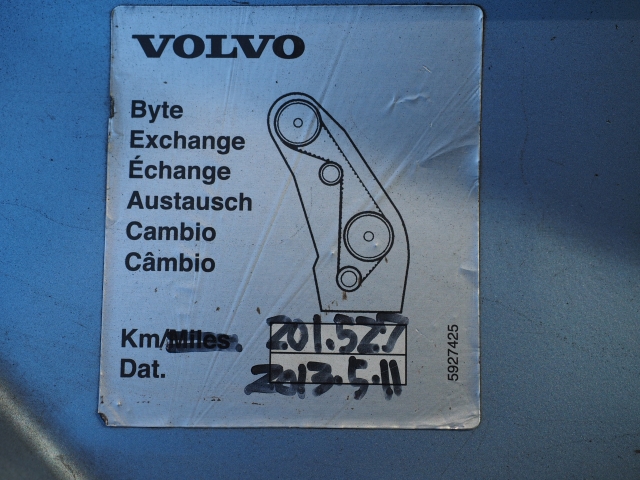 VOLVO
Byte
Exchange
Échange
Austausch
Cambio
Câmbio
Km/Miles 201.527
Dat. 2013.5.11
5927425